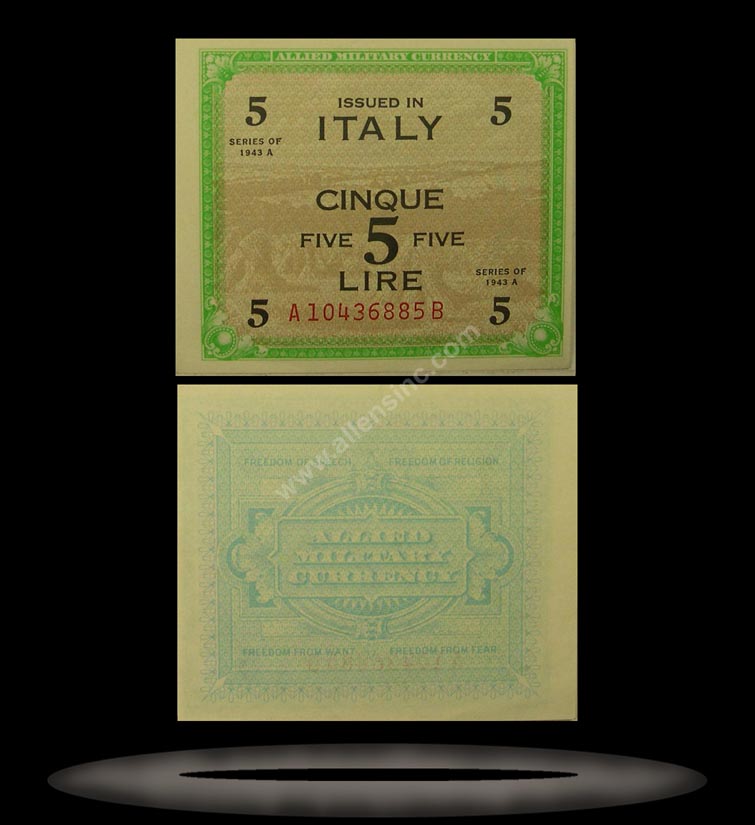 ALLIED MILITARY CURRENCY
5 ISSUED IN 5
ITALY
SERIES OF
1943 A
CINQUE
FIVE 5 FIVE
LIRE
SERIES OF
1943 A
5 A10436885B 5
www.allensinc.com
FREEDOM OF SPEECH FREEDOM OF RELIGION
ALLIED
MILITARY
CURRENCY
FREEDOM FROM WANT FREEDOM FROM FEAR